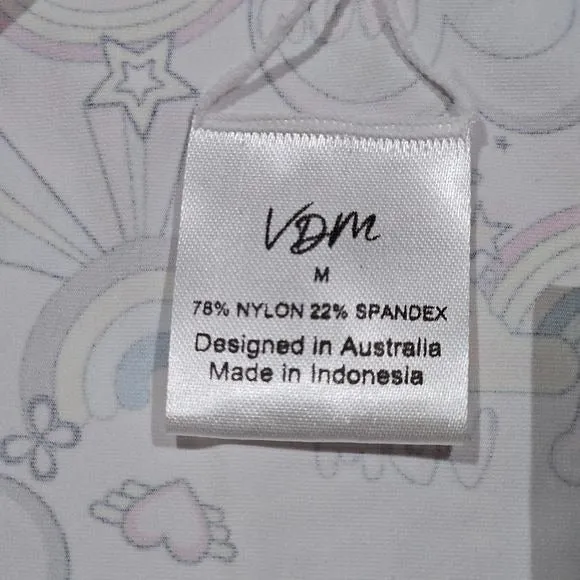 VDM
M
78% NYLON 22% SPANDEX
Designed in Australia
Made in Indonesia